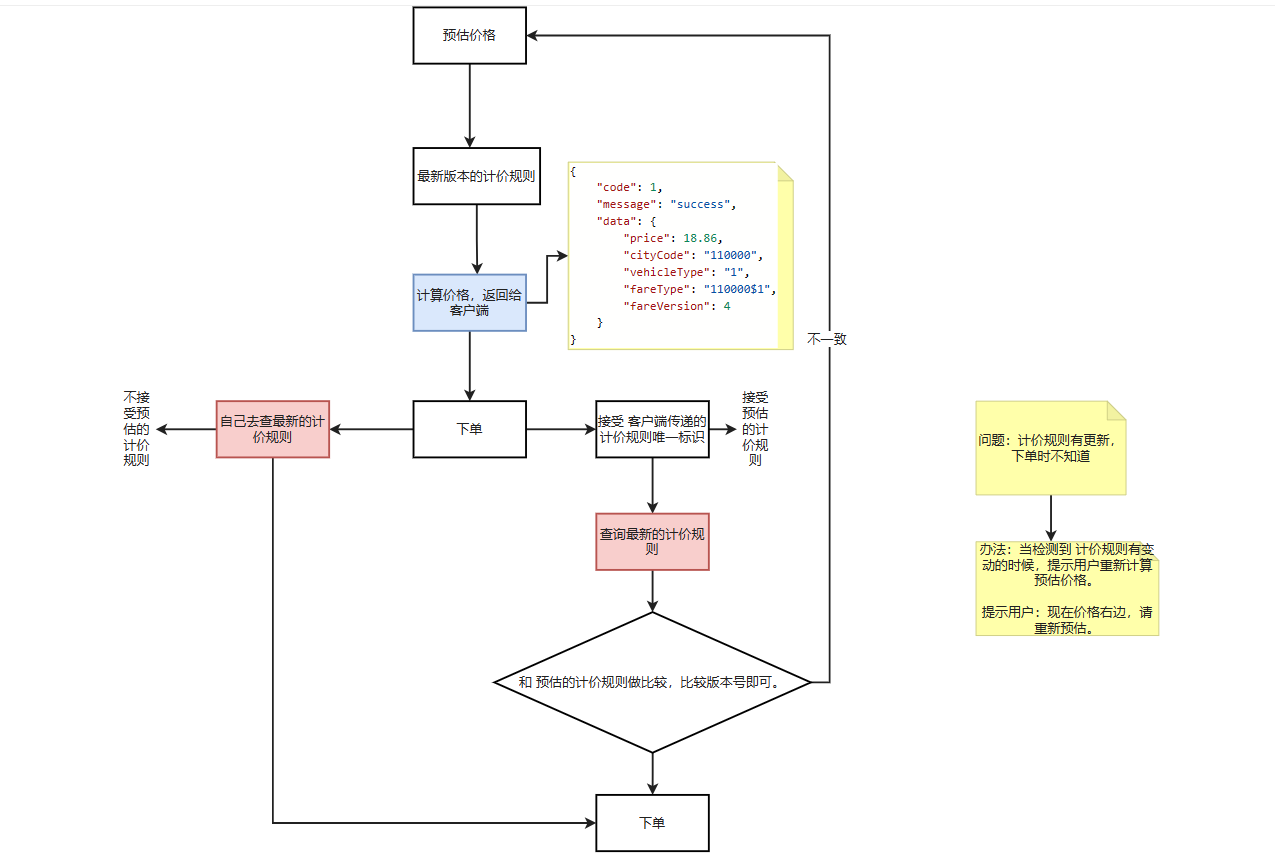 预估价格
最新版本的计价规则
{
"code": 1,
"message": "success",
"data": {
"price": 18.86,
"cityCode": "110000",
"vehicleType": "1",
"fareType": "110000$1",
"fareVersion": 4
}
}
计算价格，返回给
客户端
不一致
不接
受预
估的
计价
规则
自己去查最新的计
价规则
下单
接受 客户端传递的
计价规则唯一标识
接受
预估
的计
价规
则
问题：计价规则有更新，
下单时不知道
查询最新的计价规
则
办法：当检测到 计价规则有变
动的时候，提示用户重新计算
预估价格。
提示用户：现在价格右边，请
重新预估。
和 预估的计价规则做比较，比较版本号即可。
下单